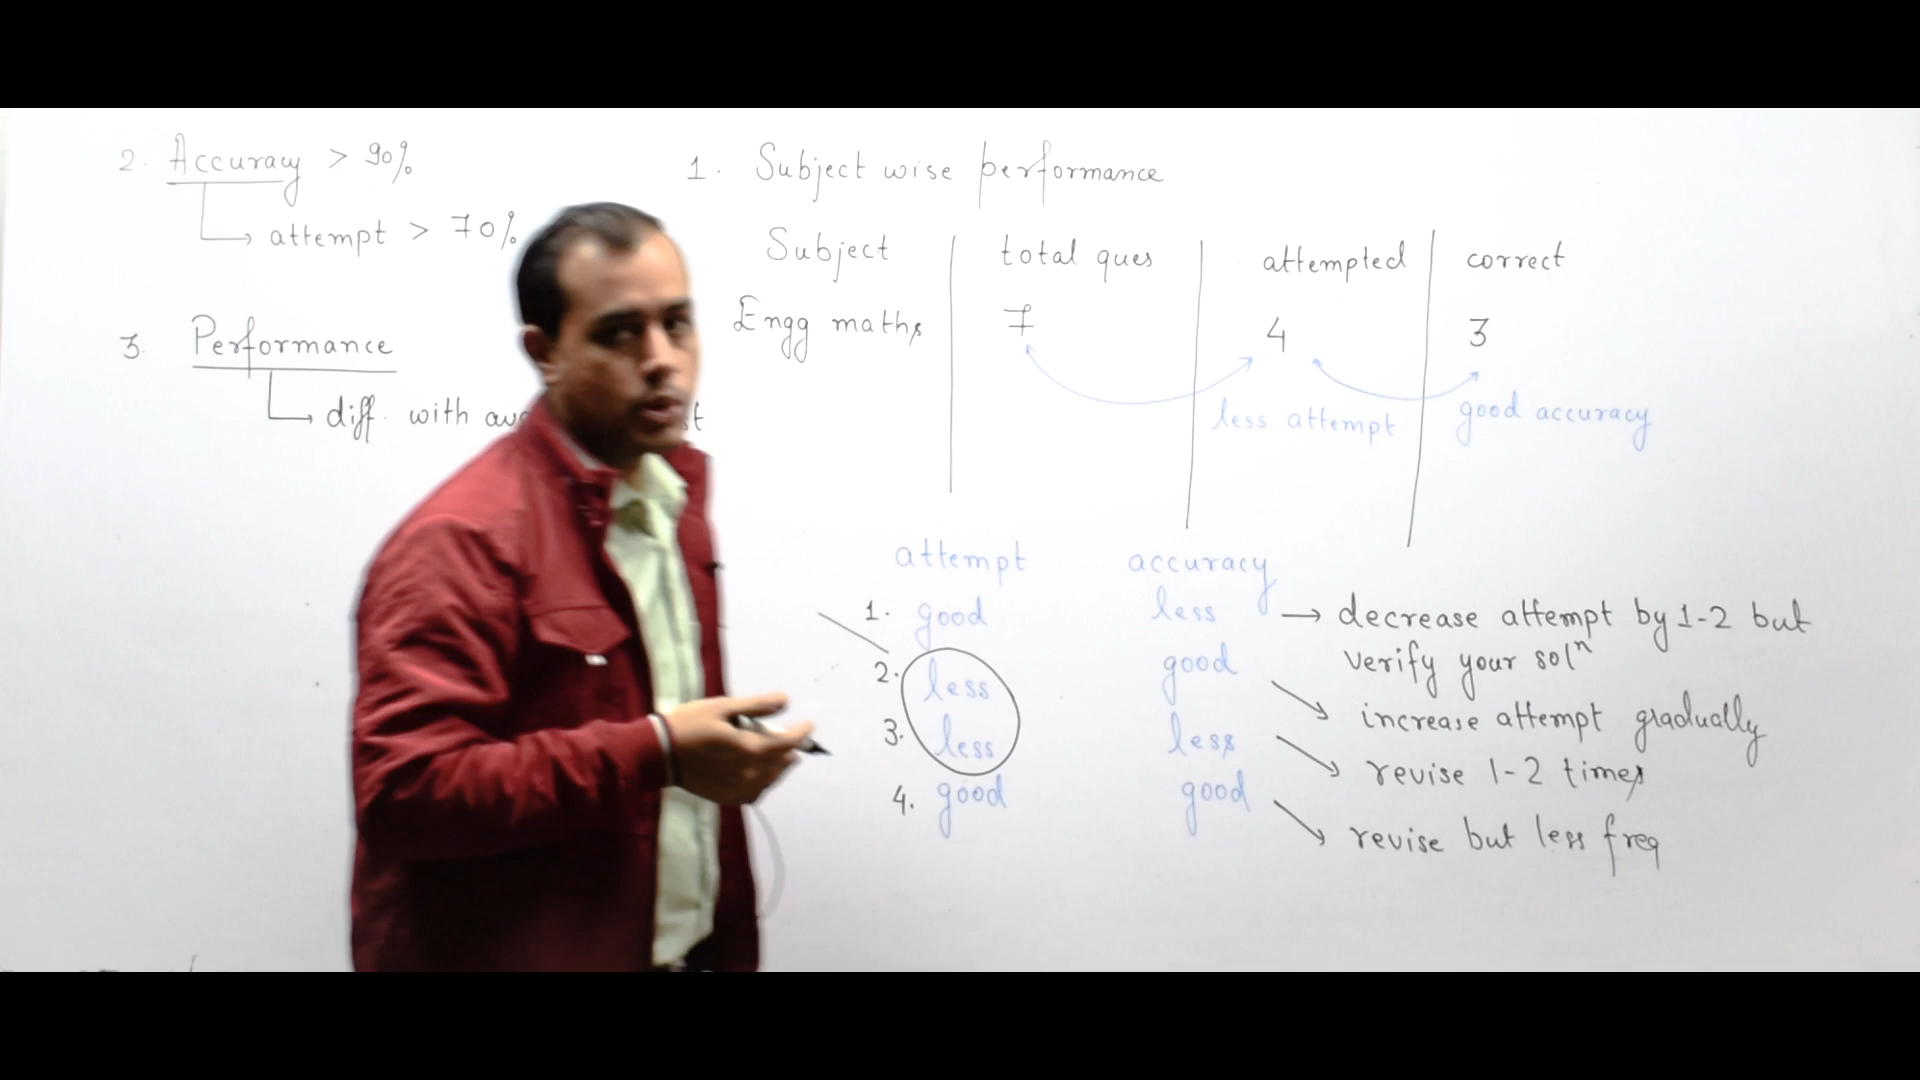 2. Accuracy > 90%
attempt > 70%
3. Performance
diff. with
1. Subject wise performance
Subject total ques attempted correct
Engg maths 7 4 3
less attempt good accuracy
attempt accuracy
1. good less → decrease attempt by 1-2 but
verify your solⁿ
2. less good
increase attempt gradually
3. less less
revise 1-2 times
4. good good
revise but less freq